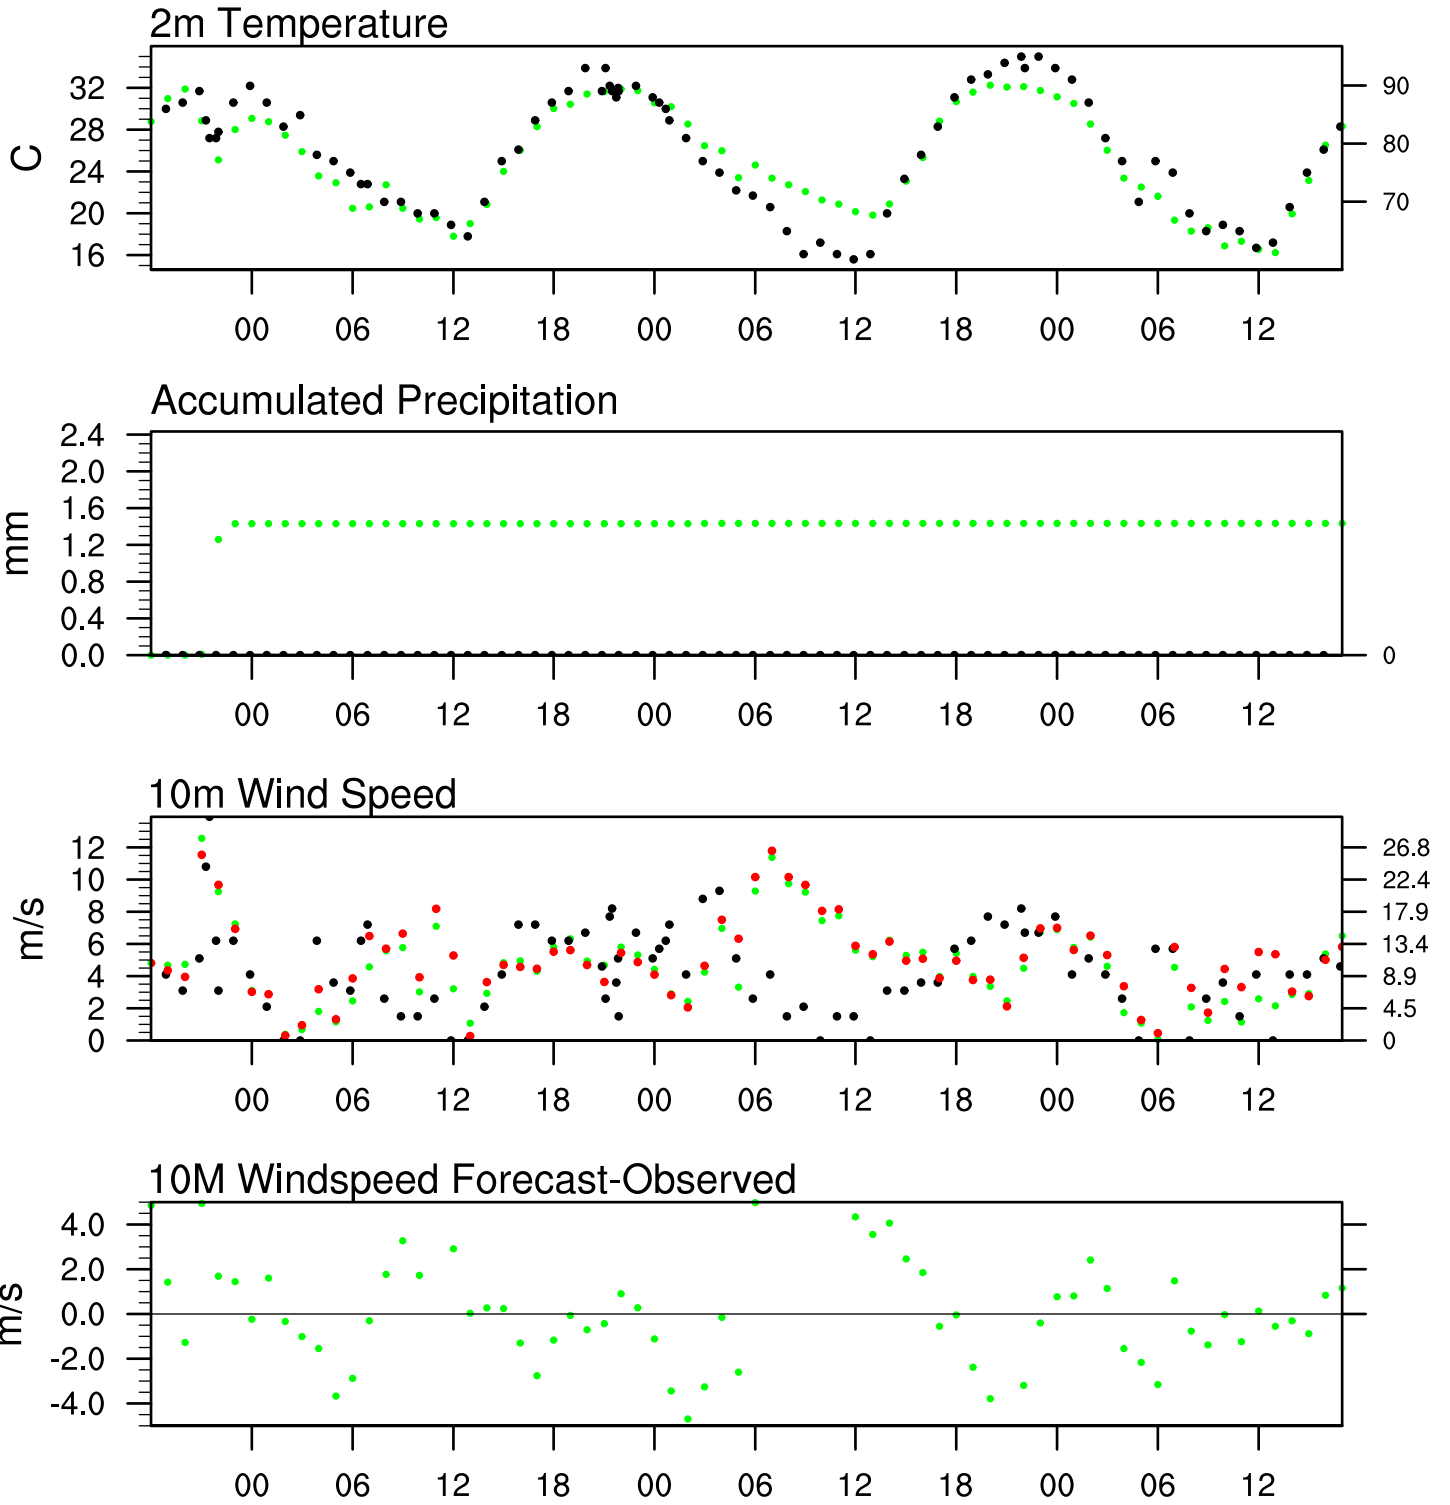 2m Temperature
C
32
28
24
20
16
90
80
70
00 06 12 18 00 06 12 18 00 06 12
Accumulated Precipitation
mm
2.4
2.0
1.6
1.2
0.8
0.4
0.0
0
00 06 12 18 00 06 12 18 00 06 12
10m Wind Speed
m/s
12
10
8
6
4
2
0
26.8
22.4
17.9
13.4
8.9
4.5
0
00 06 12 18 00 06 12 18 00 06 12
10M Windspeed Forecast-Observed
m/s
4.0
2.0
0.0
-2.0
-4.0
00 06 12 18 00 06 12 18 00 06 12